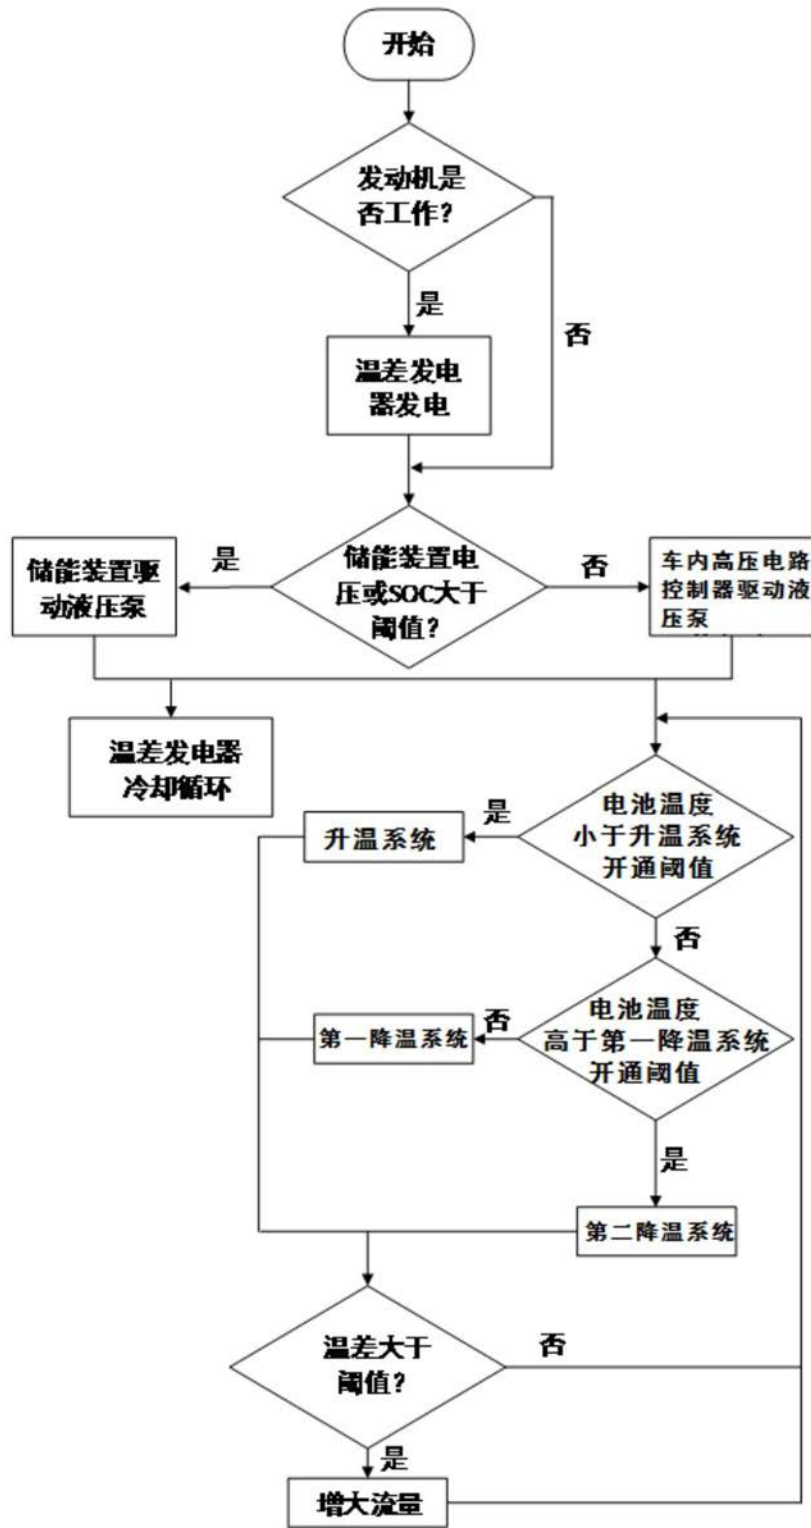 开始
发动机是
否工作？
是
否
温差发电
器发电
储能装置驱
动液压泵
是
储能装置电
压或SOC大于
阈值？
否
车内高压电路
控制器驱动液
压泵
温差发电器
冷却循环
电池温度
小于升温系统
开通阈值
是
升温系统
否
电池温度
高于第一降温系统
开通阈值
否
第一降温系统
是
第二降温系统
温差大于
阈值？
否
是
增大流量